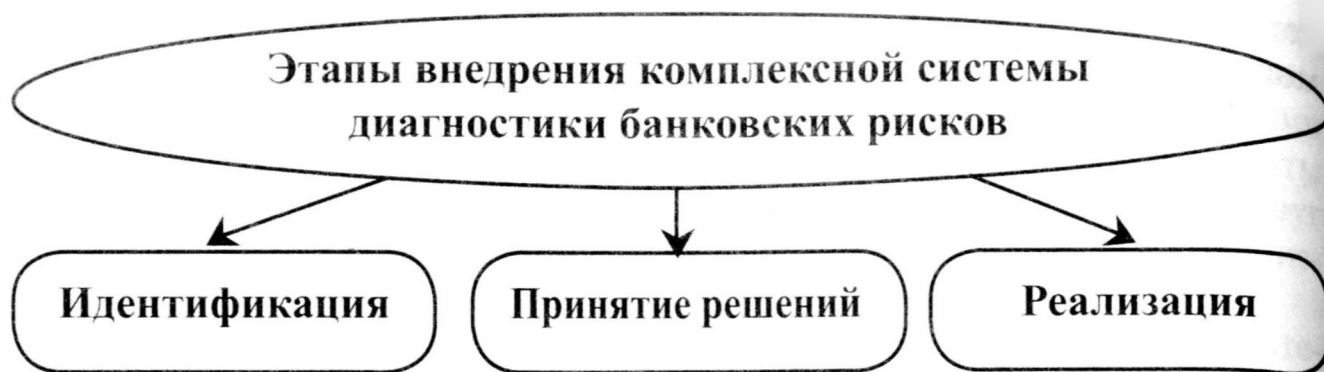 Этапы внедрения комплексной системы
диагностики банковских рисков
Идентификация
Принятие решений
Реализация